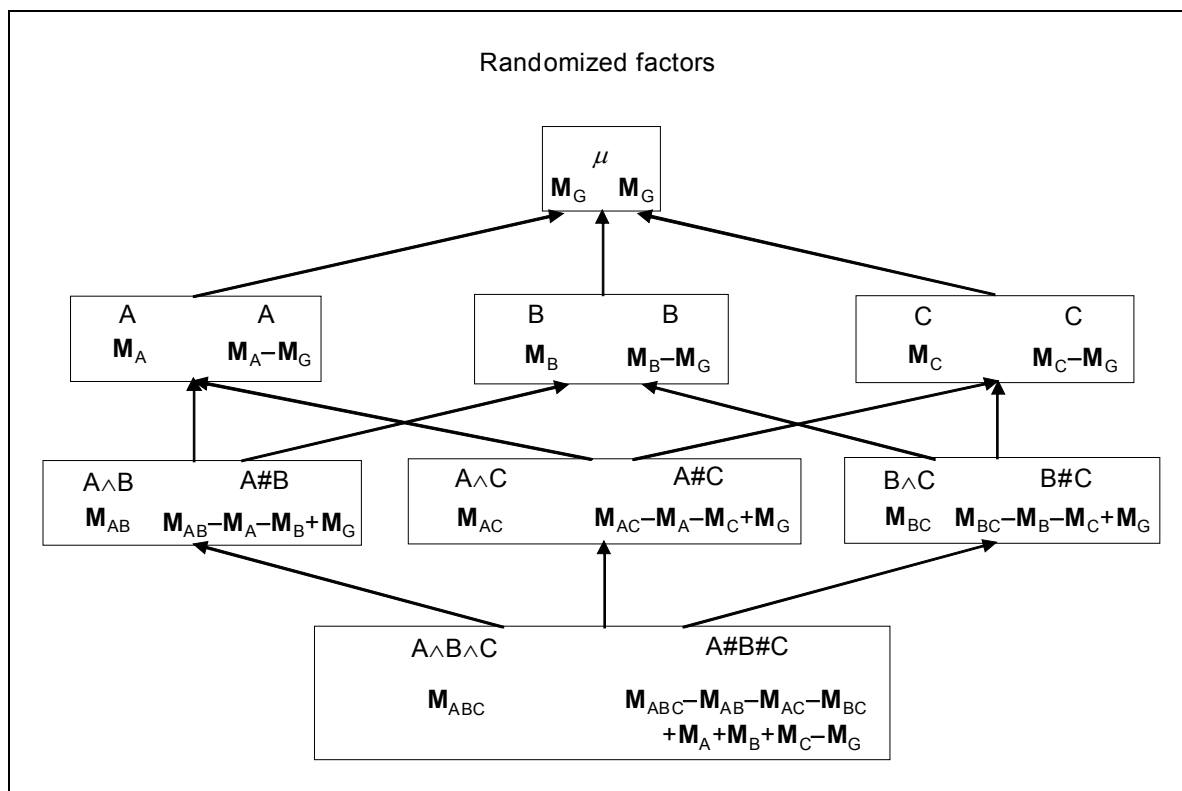 Randomized factors
μ
M_G M_G
A A
M_A M_A–M_G
B B
M_B M_B–M_G
C C
M_C M_C–M_G
A∧B A#B
M_AB M_AB–M_A–M_B+M_G
A∧C A#C
M_AC M_AC–M_A–M_C+M_G
B∧C B#C
M_BC M_BC–M_B–M_C+M_G
A∧B∧C A#B#C
M_ABC M_ABC–M_AB–M_AC–M_BC
+M_A+M_B+M_C–M_G